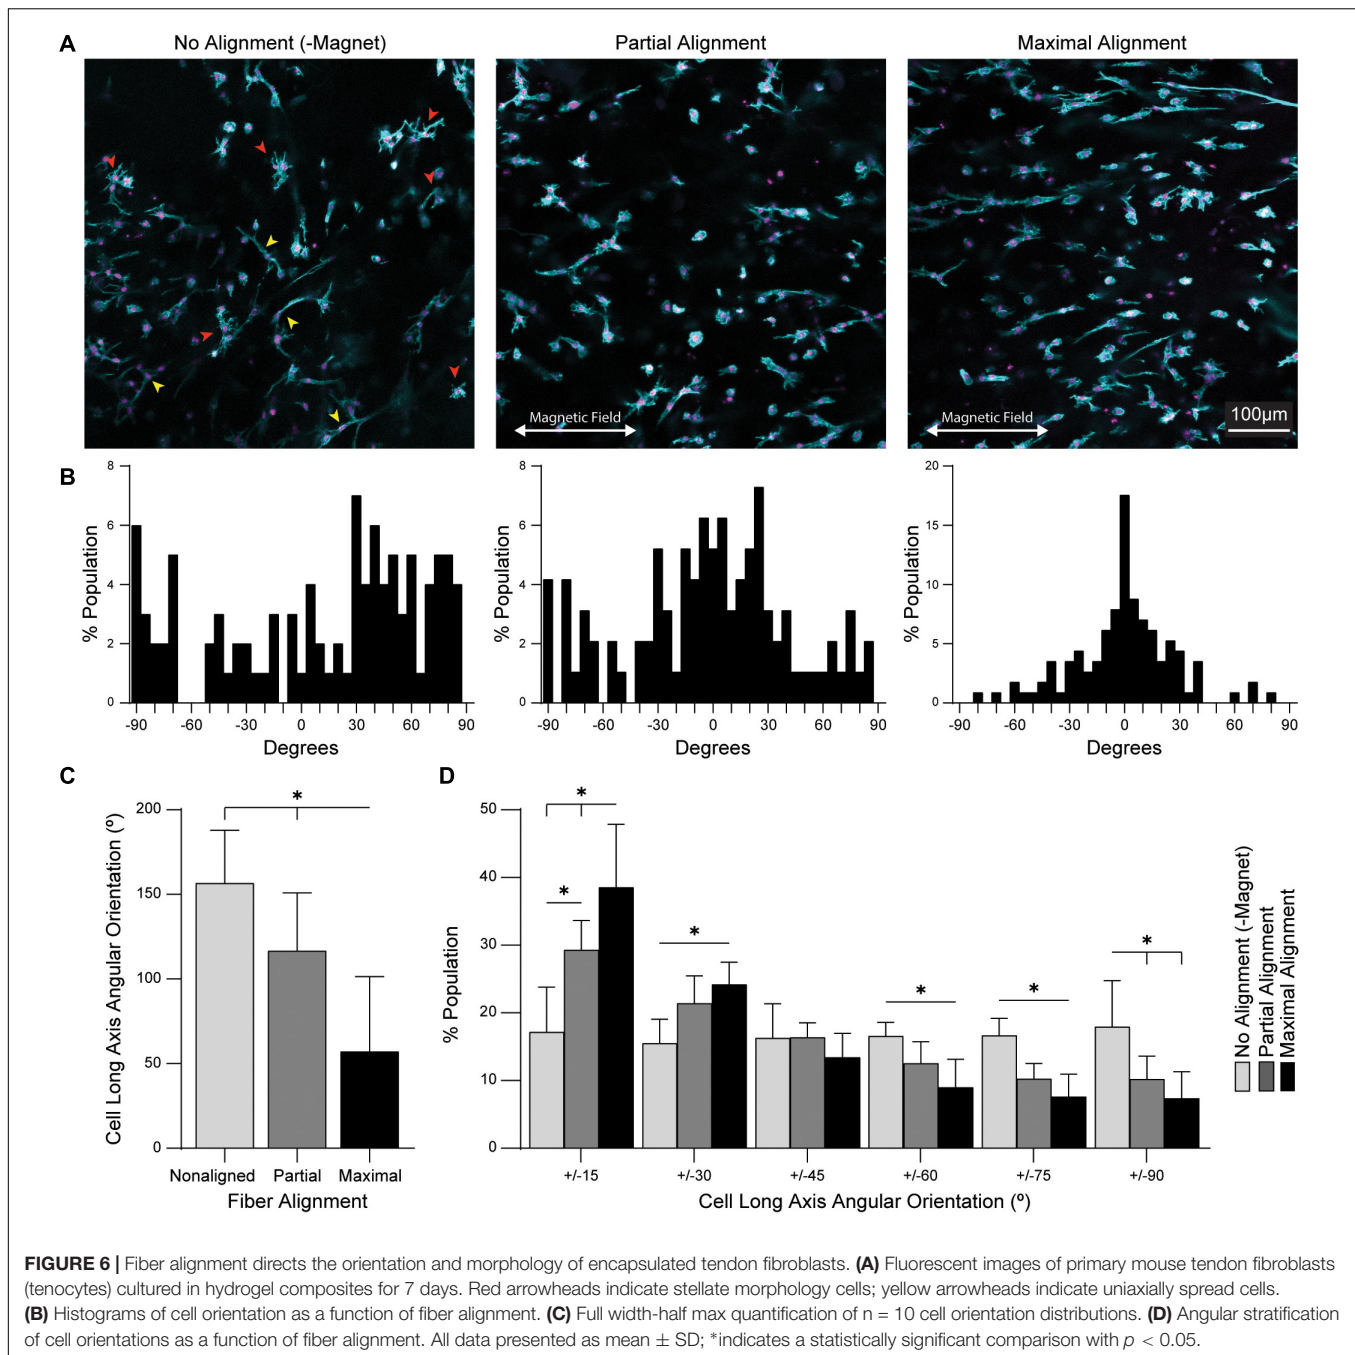 A
No Alignment (-Magnet)
Partial Alignment
Maximal Alignment
Magnetic Field
Magnetic Field
100μm
B
8
6
4
2
0
% Population
-90 -60 -30 0 30 60 90
Degrees
8
6
4
2
0
% Population
-90 -60 -30 0 30 60 90
Degrees
20
15
10
5
0
% Population
-90 -60 -30 0 30 60 90
Degrees
C
200
150
100
50
0
Cell Long Axis Angular Orientation (º)
*
Nonaligned Partial Maximal
Fiber Alignment
D
50
40
30
20
10
0
% Population
*
*
*
*
*
*
+/-15 +/-30 +/-45 +/-60 +/-75 +/-90
Cell Long Axis Angular Orientation (º)
No Alignment (-Magnet)
Partial Alignment
Maximal Alignment
FIGURE 6 | Fiber alignment directs the orientation and morphology of encapsulated tendon fibroblasts. (A) Fluorescent images of primary mouse tendon fibroblasts
(tenocytes) cultured in hydrogel composites for 7 days. Red arrowheads indicate stellate morphology cells; yellow arrowheads indicate uniaxially spread cells.
(B) Histograms of cell orientation as a function of fiber alignment. (C) Full width-half max quantification of n = 10 cell orientation distributions. (D) Angular stratification
of cell orientations as a function of fiber alignment. All data presented as mean ± SD; *indicates a statistically significant comparison with p < 0.05.